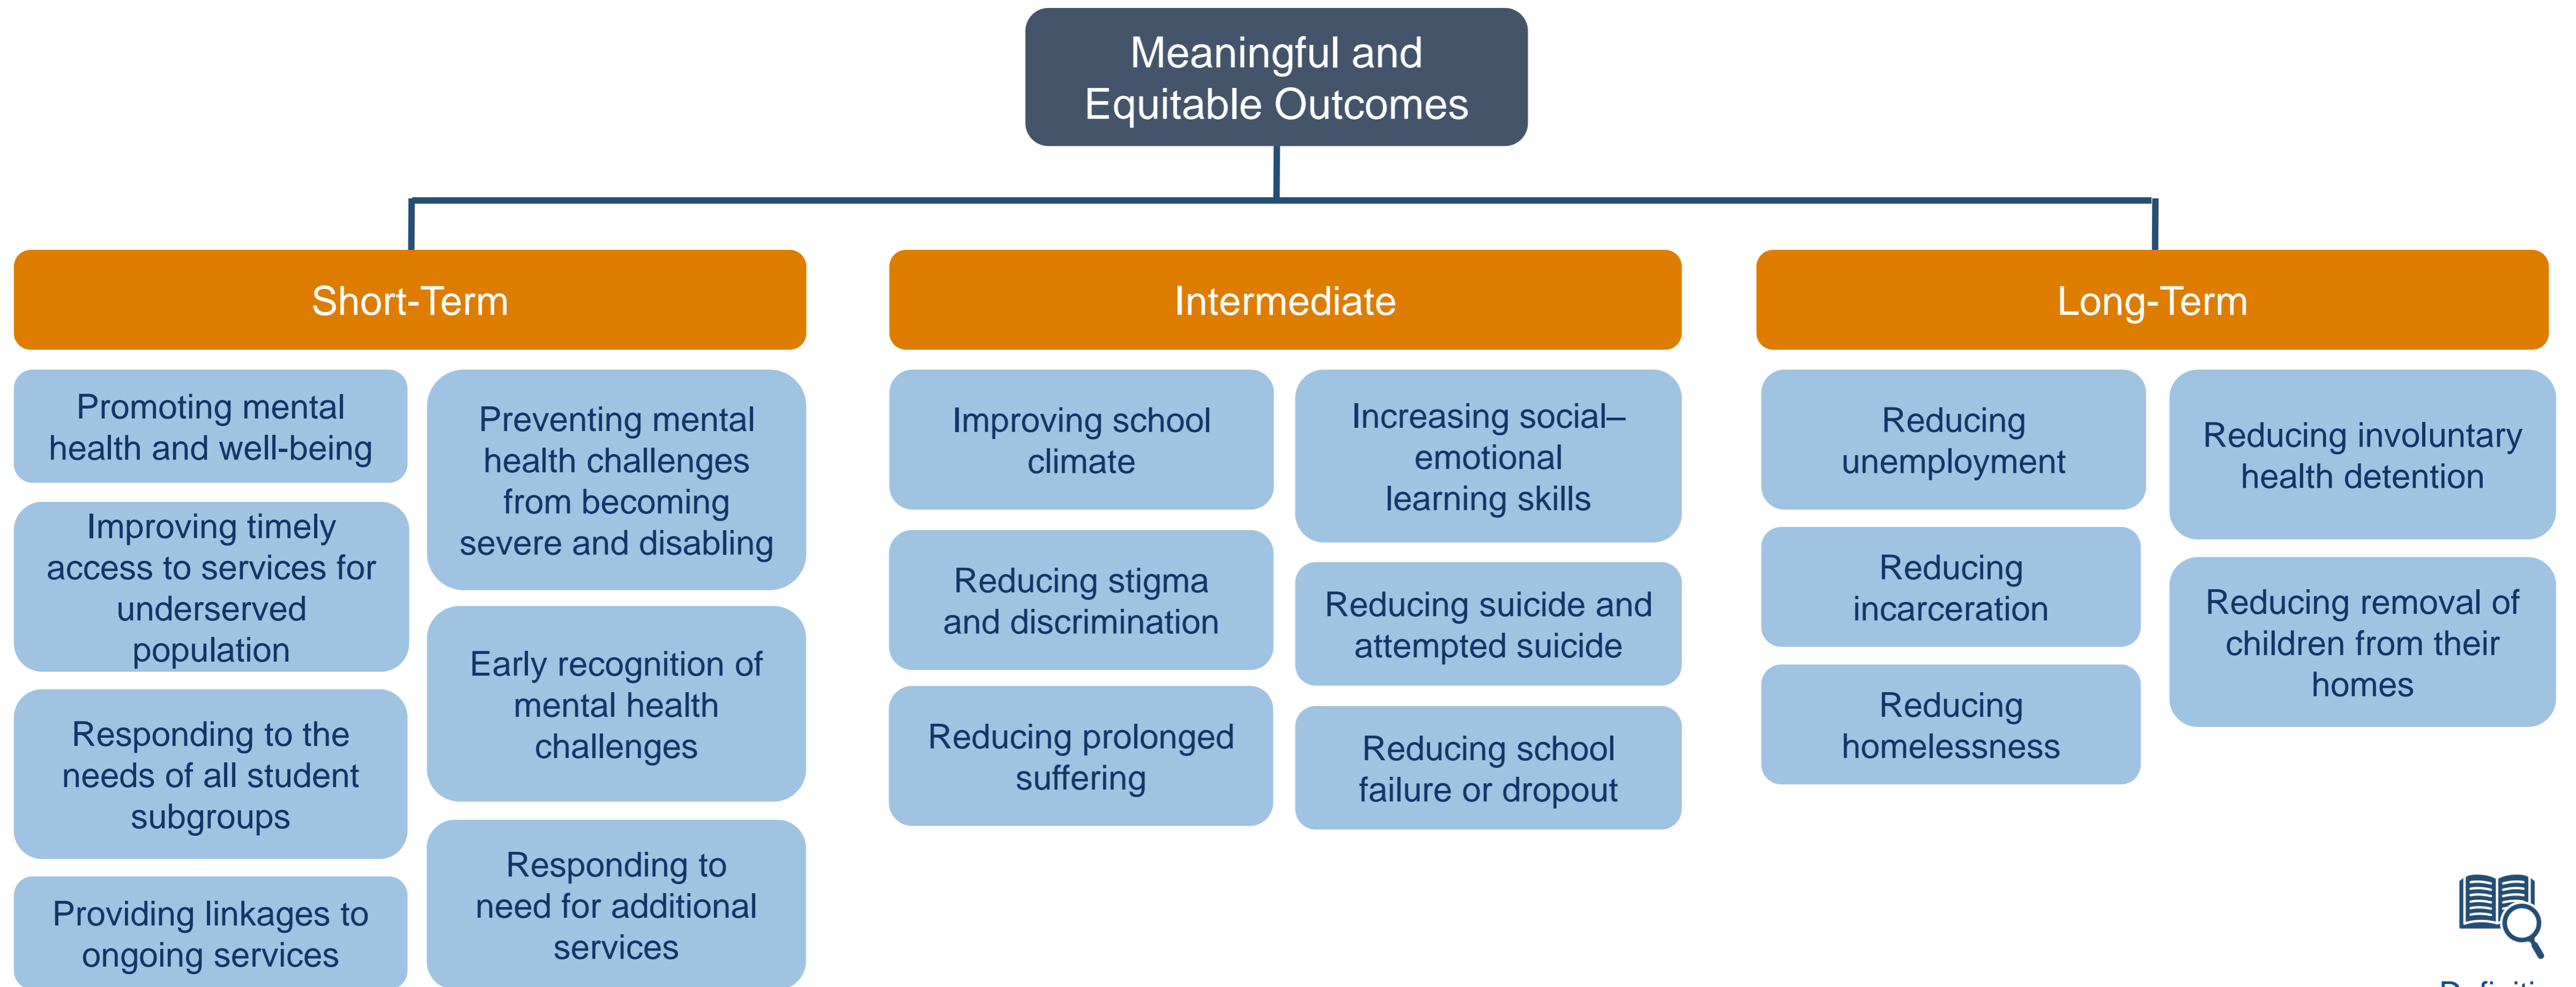 Meaningful and
Equitable Outcomes
Short-Term
Promoting mental
health and well-being
Improving timely
access to services for
underserved
population
Responding to the
needs of all student
subgroups
Providing linkages to
ongoing services
Preventing mental
health challenges
from becoming
severe and disabling
Early recognition of
mental health
challenges
Responding to
need for additional
services
Intermediate
Improving school
climate
Reducing stigma
and discrimination
Reducing prolonged
suffering
Increasing social–
emotional
learning skills
Reducing suicide and
attempted suicide
Reducing school
failure or dropout
Long-Term
Reducing
unemployment
Reducing
incarceration
Reducing
homelessness
Reducing involuntary
health detention
Reducing removal of
children from their
homes